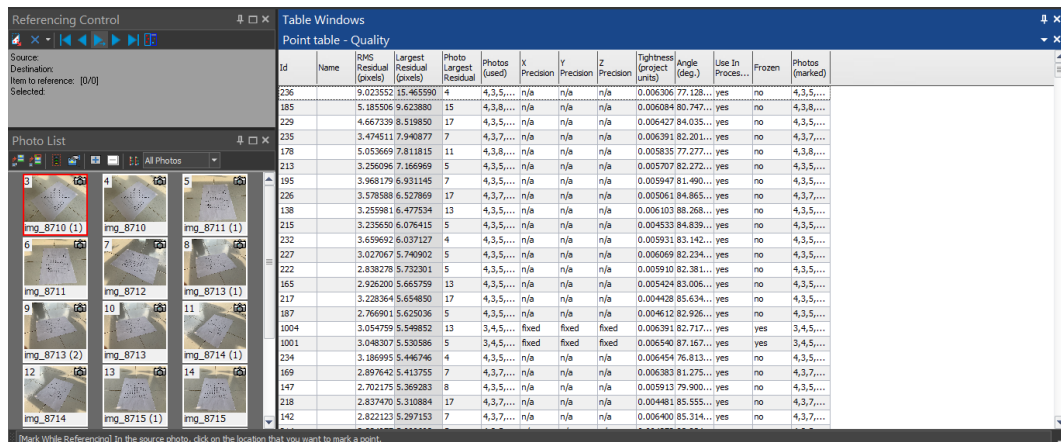 Referencing Control
Source:
Destination:
Item to reference: [0/0]
Selected:
Photo List
All Photos
3 4 5
img_8710 (1) img_8710 img_8711 (1)
6 7 8
img_8711 img_8712 img_8713 (1)
9 10 11
img_8713 (2) img_8713 img_8714 (1)
12 13 14
img_8714 img_8715 (1) img_8715
Table Windows
Point table - Quality
Id Name RMS Residual (pixels) Largest Residual (pixels) Photo Largest Residual Photos (used) X Precision Y Precision Z Precision Tightness (project units) Angle (deg.) Use In Proces... Frozen Photos (marked)
236 9.023552 15.465590 4 4,3,5,... n/a n/a n/a 0.006306 77.128... yes no 4,3,5,...
185 5.185506 9.623880 15 4,3,8,... n/a n/a n/a 0.006084 80.747... yes no 4,3,8,...
229 4.667339 8.519850 17 4,3,5,... n/a n/a n/a 0.006427 84.035... yes no 4,3,5,...
235 3.474511 7.940877 7 4,3,7,... n/a n/a n/a 0.006391 82.201... yes no 4,3,7,...
178 5.053669 7.811815 11 4,3,8,... n/a n/a n/a 0.005835 77.277... yes no 4,3,8,...
213 3.256096 7.166969 5 4,3,5,... n/a n/a n/a 0.005707 82.272... yes no 4,3,5,...
195 3.968179 6.931145 7 4,3,5,... n/a n/a n/a 0.005947 81.490... yes no 4,3,5,...
226 3.578588 6.527869 17 4,3,7,... n/a n/a n/a 0.005061 84.865... yes no 4,3,7,...
138 3.255981 6.477534 13 4,3,5,... n/a n/a n/a 0.006103 88.268... yes no 4,3,5,...
215 3.235650 6.076415 5 4,3,5,... n/a n/a n/a 0.004533 84.839... yes no 4,3,5,...
232 3.659692 6.037127 4 4,3,5,... n/a n/a n/a 0.005931 83.142... yes no 4,3,5,...
227 3.027067 5.740902 5 4,3,5,... n/a n/a n/a 0.006069 82.234... yes no 4,3,5,...
222 2.838278 5.732301 5 4,3,5,... n/a n/a n/a 0.005910 82.381... yes no 4,3,5,...
165 2.926200 5.665759 13 4,3,5,... n/a n/a n/a 0.005424 83.006... yes no 4,3,5,...
217 3.228364 5.654850 17 4,3,5,... n/a n/a n/a 0.004428 85.634... yes no 4,3,5,...
187 2.766901 5.625036 5 4,3,5,... n/a n/a n/a 0.004612 82.926... yes no 4,3,5,...
1004 3.054759 5.549852 13 3,4,5,... fixed fixed fixed 0.006391 82.717... yes yes 3,4,5,...
1001 3.048307 5.530586 5 3,4,5,... fixed fixed fixed 0.006540 87.167... yes yes 3,4,5,...
234 3.186995 5.446746 4 4,3,5,... n/a n/a n/a 0.006454 76.813... yes no 4,3,5,...
169 2.897642 5.413755 7 4,3,7,... n/a n/a n/a 0.006383 81.275... yes no 4,3,7,...
147 2.702175 5.369283 8 4,3,5,... n/a n/a n/a 0.005913 79.900... yes no 4,3,5,...
218 2.837470 5.310884 17 4,3,7,... n/a n/a n/a 0.004481 85.555... yes no 4,3,7,...
142 2.822123 5.297153 7 4,3,7,... n/a n/a n/a 0.006400 85.314... yes no 4,3,7,...
[Mark While Referencing] In the source photo, click on the location that you want to mark a point.